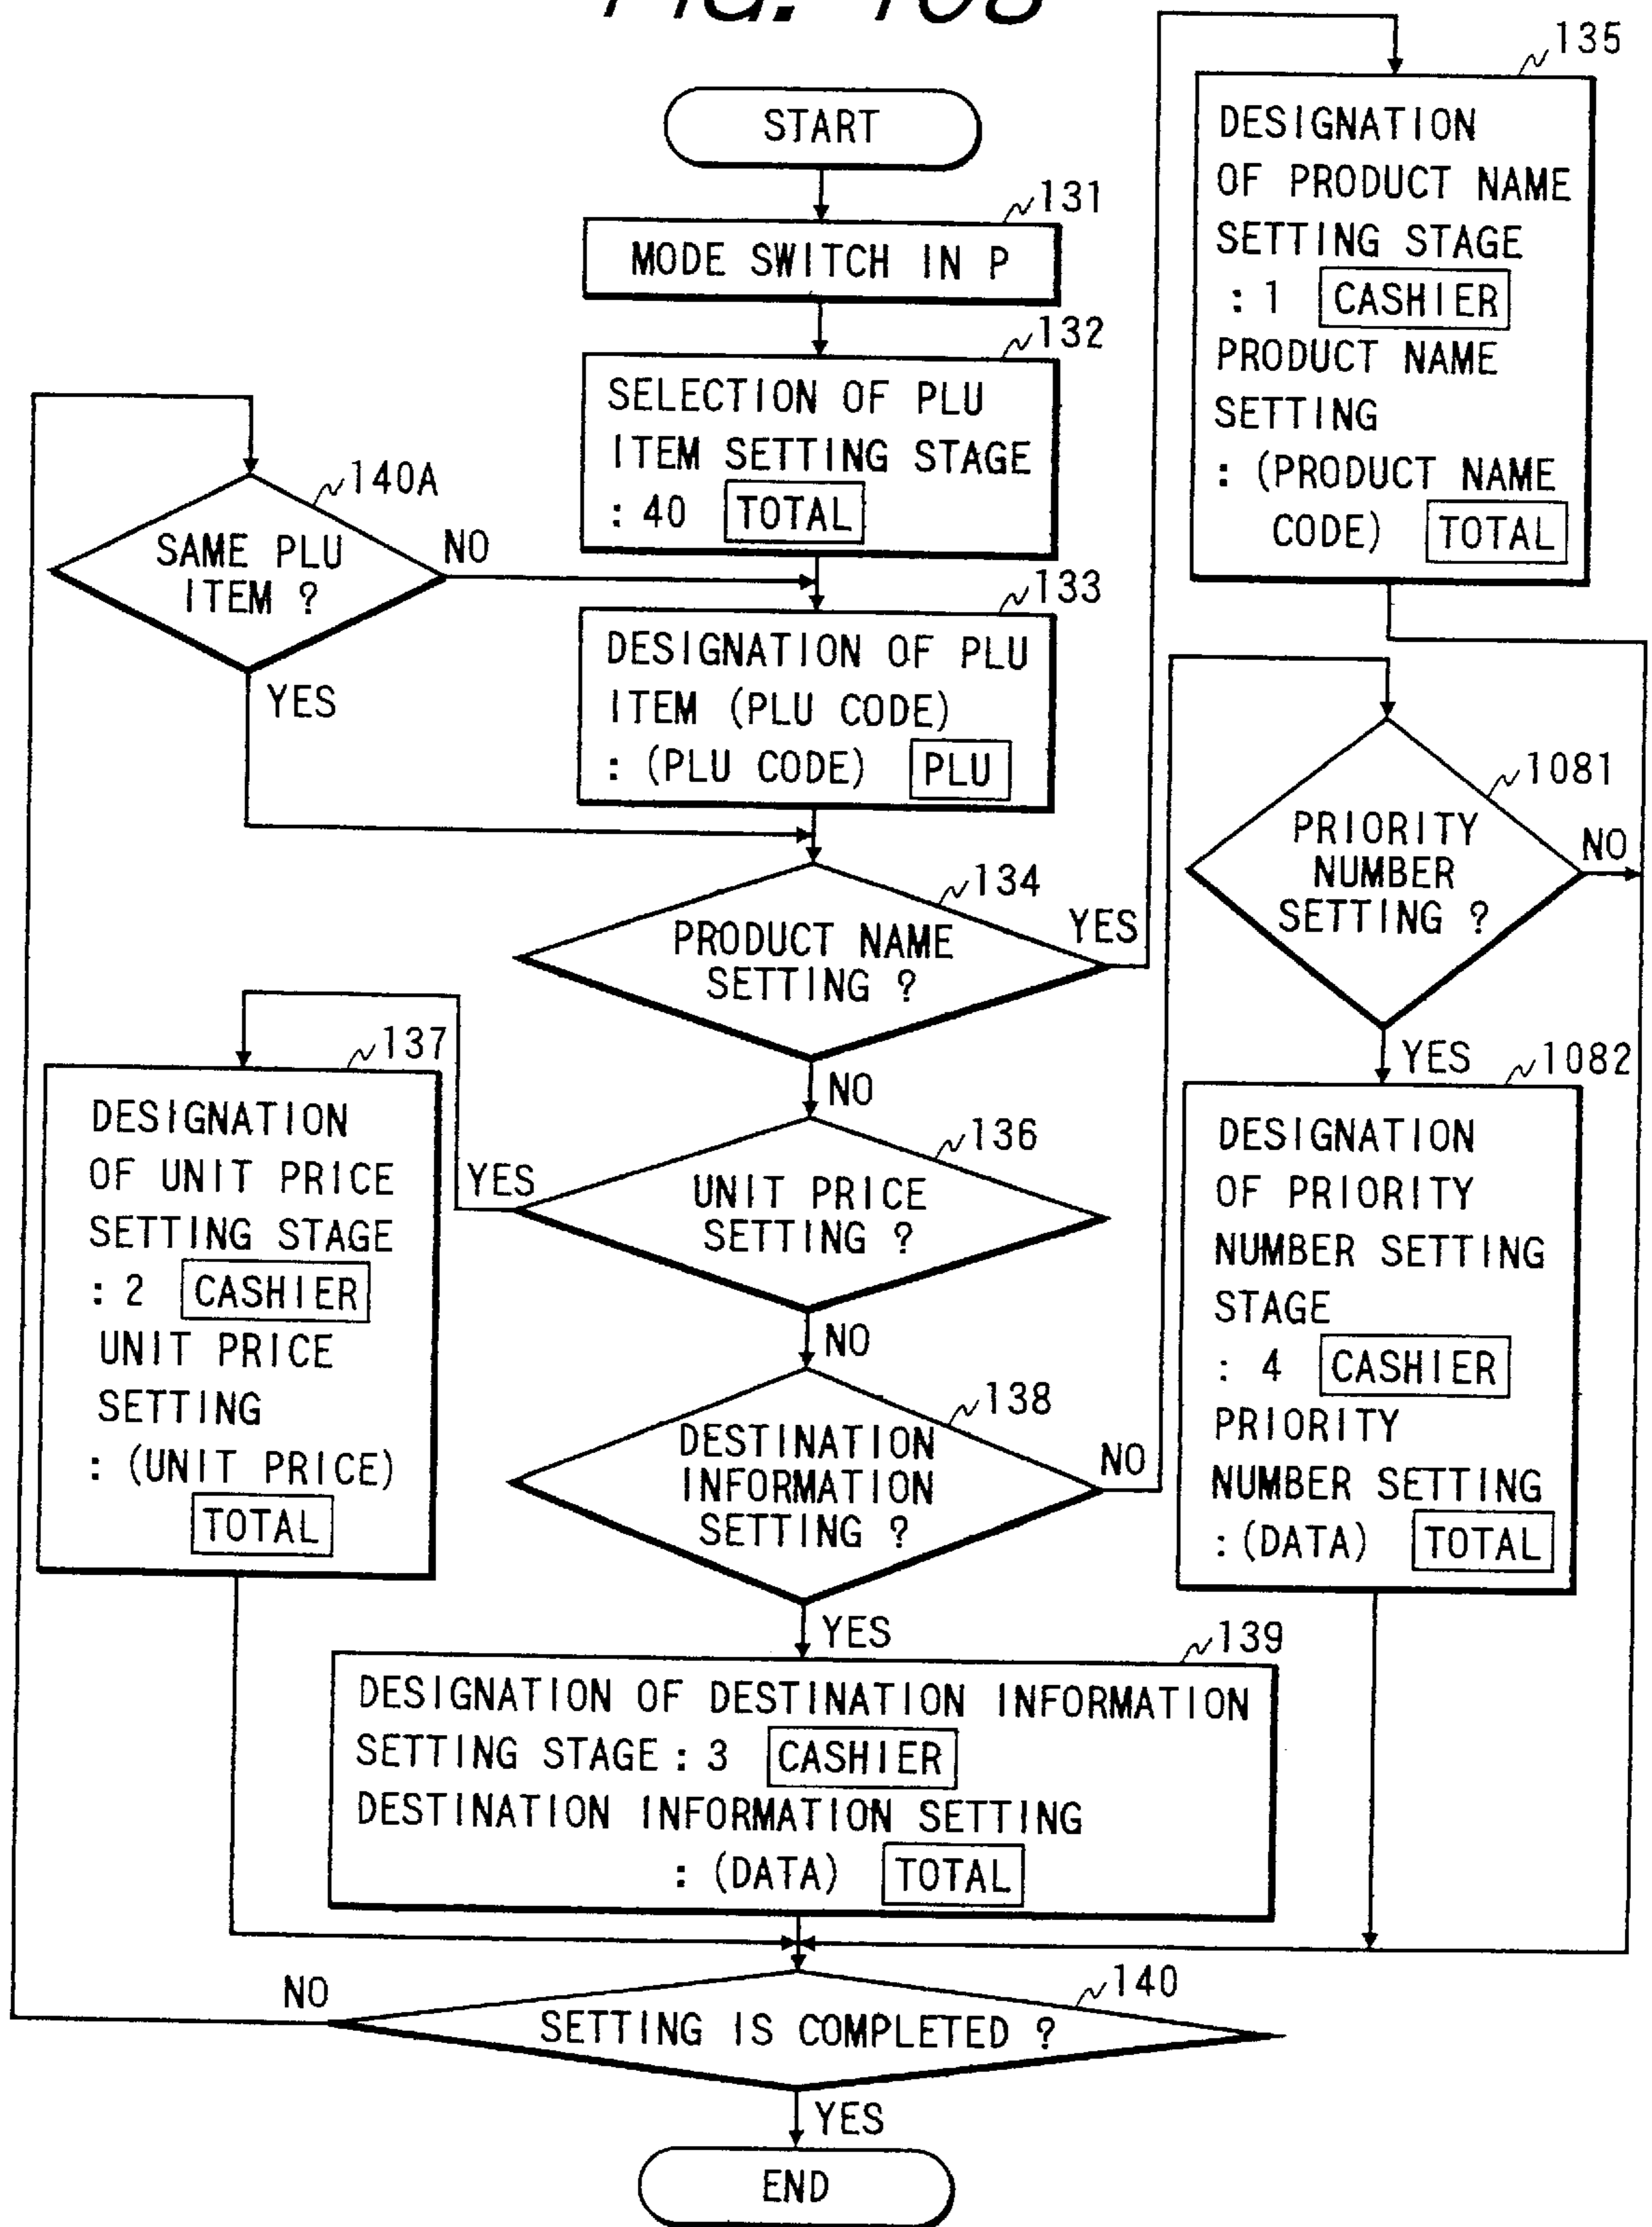 FIG. 108
START
131
MODE SWITCH IN P
132
SELECTION OF PLU
ITEM SETTING STAGE
: 40 TOTAL
140A
SAME PLU
ITEM ?
NO
YES
133
DESIGNATION OF PLU
ITEM (PLU CODE)
: (PLU CODE) PLU
134
PRODUCT NAME
SETTING ?
YES
NO
135
DESIGNATION
OF PRODUCT NAME
SETTING STAGE
: 1 CASHIER
PRODUCT NAME
SETTING
: (PRODUCT NAME
CODE) TOTAL
136
UNIT PRICE
SETTING ?
YES
NO
137
DESIGNATION
OF UNIT PRICE
SETTING STAGE
: 2 CASHIER
UNIT PRICE
SETTING
: (UNIT PRICE)
TOTAL
138
DESTINATION
INFORMATION
SETTING ?
NO
YES
1081
PRIORITY
NUMBER
SETTING ?
NO
YES
1082
DESIGNATION
OF PRIORITY
NUMBER SETTING
STAGE
: 4 CASHIER
PRIORITY
NUMBER SETTING
: (DATA) TOTAL
139
DESIGNATION OF DESTINATION INFORMATION
SETTING STAGE : 3 CASHIER
DESTINATION INFORMATION SETTING
: (DATA) TOTAL
140
SETTING IS COMPLETED ?
NO
YES
END